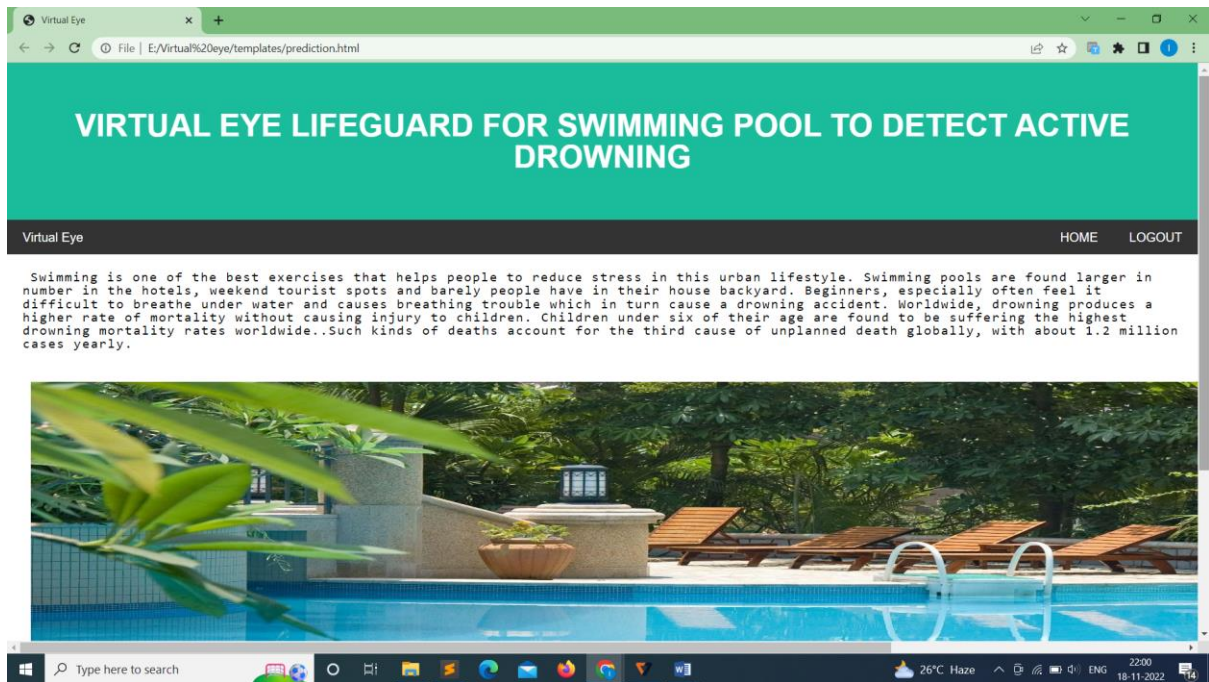 Virtual Eye
File | E:/Virtual%20eye/templates/prediction.html
VIRTUAL EYE LIFEGUARD FOR SWIMMING POOL TO DETECT ACTIVE
DROWNING
Virtual Eye HOME LOGOUT
Swimming is one of the best exercises that helps people to reduce stress in this urban lifestyle. Swimming pools are found larger in
number in the hotels, weekend tourist spots and barely people have in their house backyard. Beginners, especially often feel it
difficult to breathe under water and causes breathing trouble which in turn cause a drowning accident. Worldwide, drowning produces a
higher rate of mortality without causing injury to children. Children under six of their age are found to be suffering the highest
drowning mortality rates worldwide..Such kinds of deaths account for the third cause of unplanned death globally, with about 1.2 million
cases yearly.
Type here to search
26°C Haze
ENG
22:00
18-11-2022
14